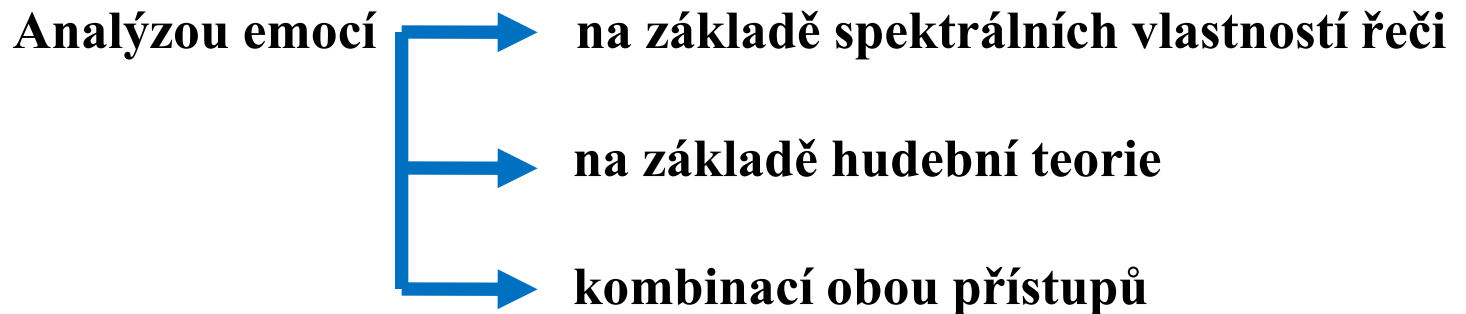 Analýzou emocí na základě spektrálních vlastností řeči
na základě hudební teorie
kombinací obou přístupů